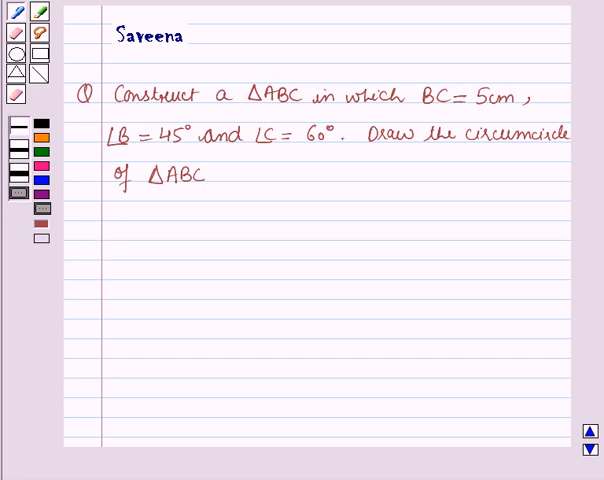 Saveena
Q Construct a ΔABC in which BC = 5cm,
∠B = 45° and ∠C = 60°. Draw the circumcircle
of ΔABC